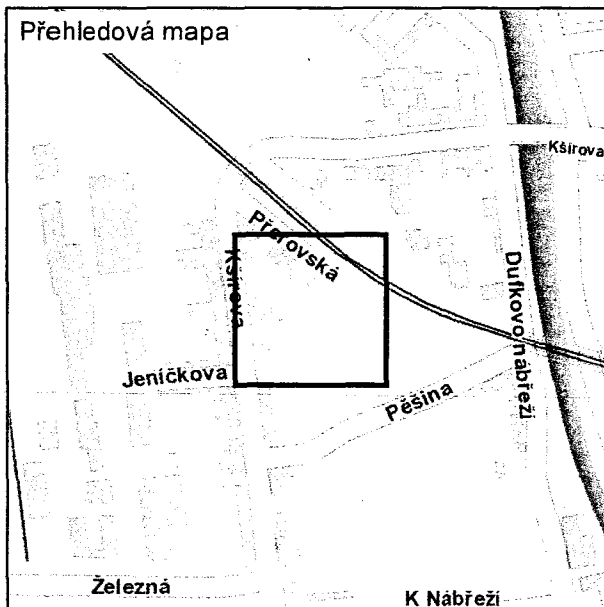 Přehledová mapa
Kšírova
Přerovská
Kšírova
Dufkovo nábřeží
Jeníčkova
Pěšina
Železná
K Nábřeží